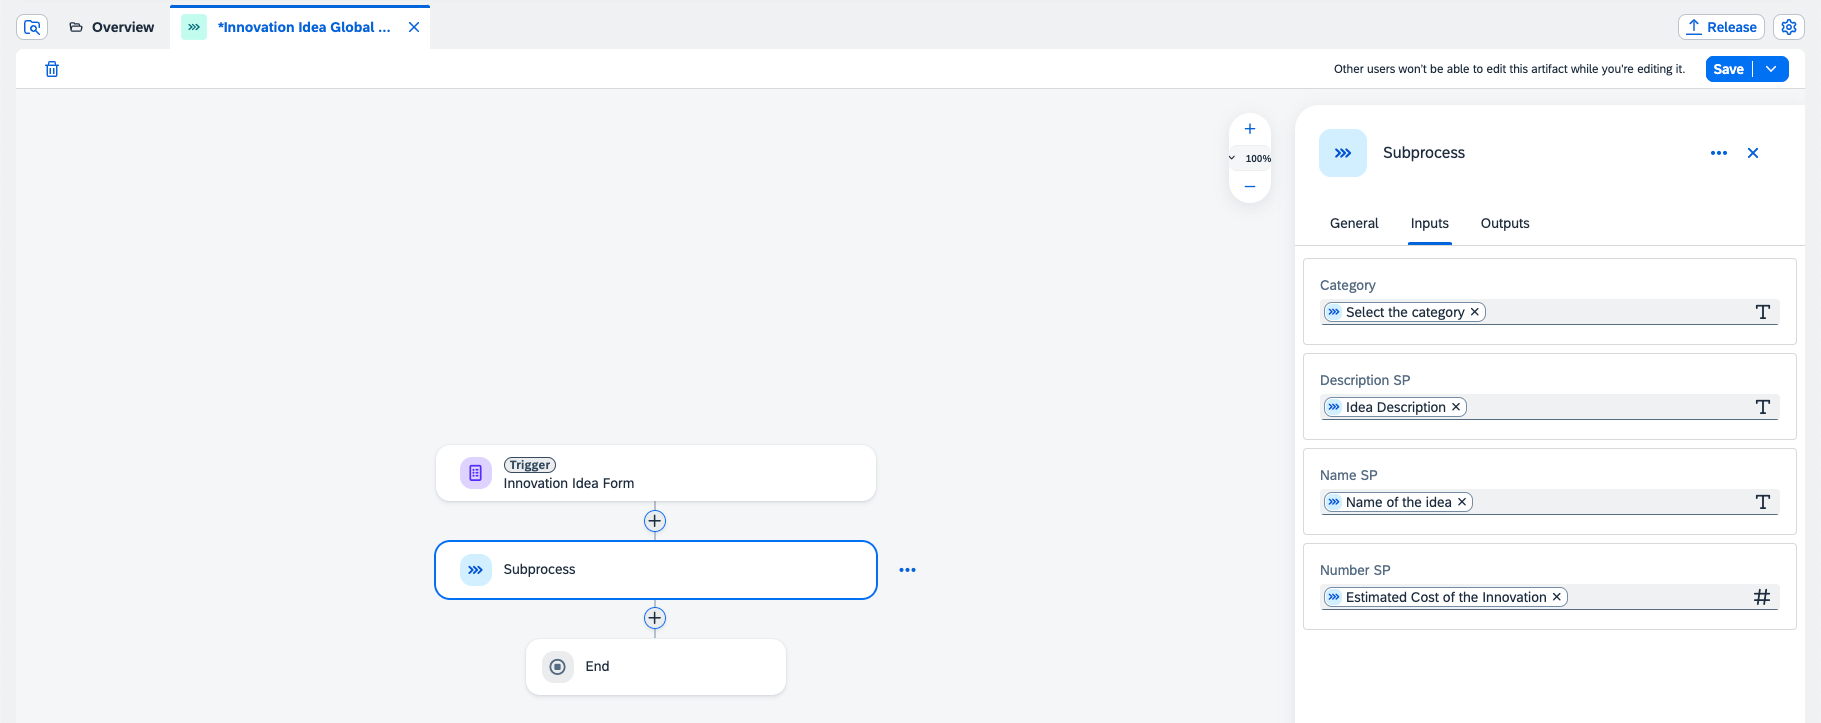 Overview
*Innovation Idea Global ...
Release
Other users won't be able to edit this artifact while you're editing it.
Save
100%
Subprocess
General
Inputs
Outputs
Category
Select the category
Description SP
Idea Description
Name SP
Name of the idea
Number SP
Estimated Cost of the Innovation
Trigger
Innovation Idea Form
Subprocess
End